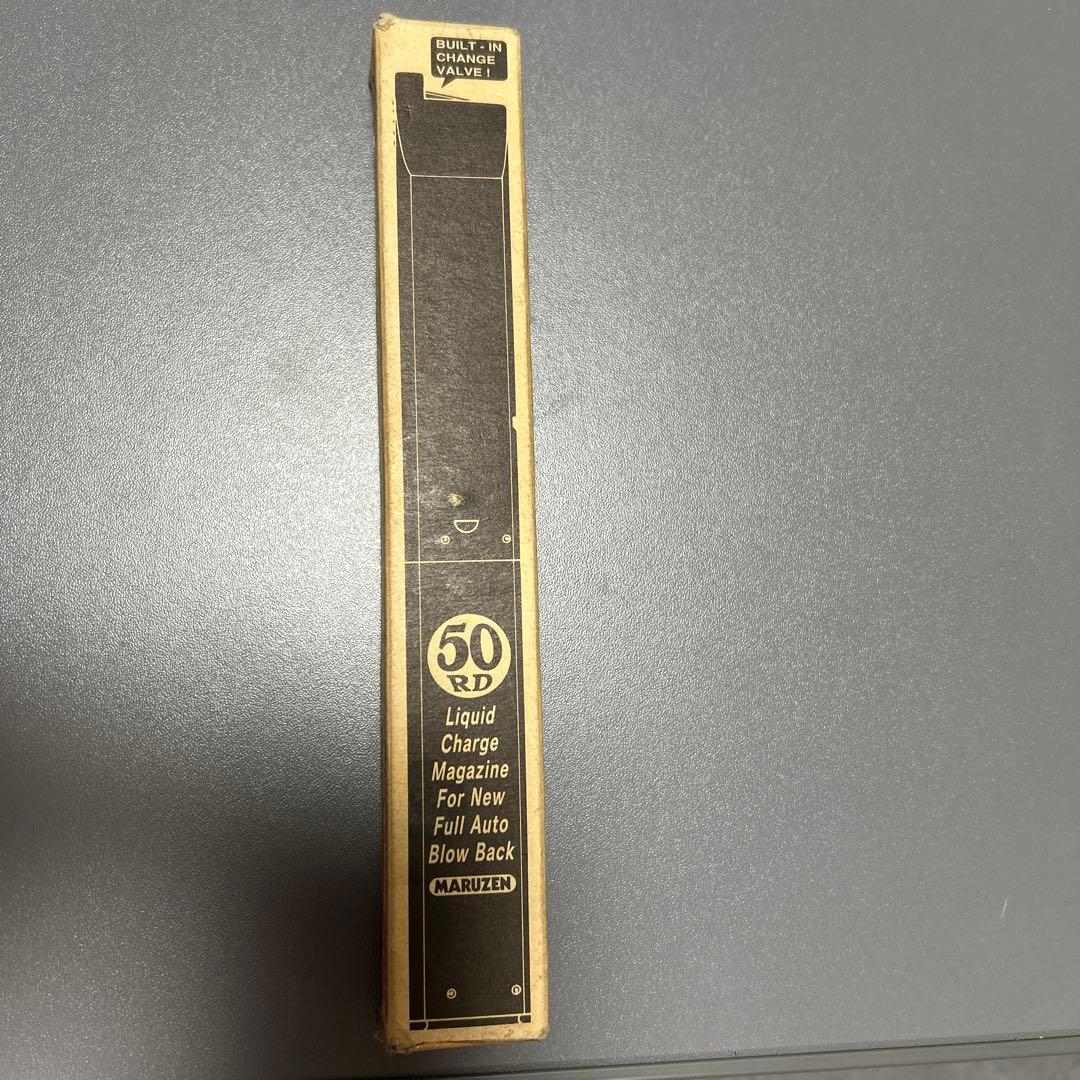 BUILT - IN
CHANGE
VALVE !
50
RD
Liquid
Charge
Magazine
For New
Full Auto
Blow Back
MARUZEN